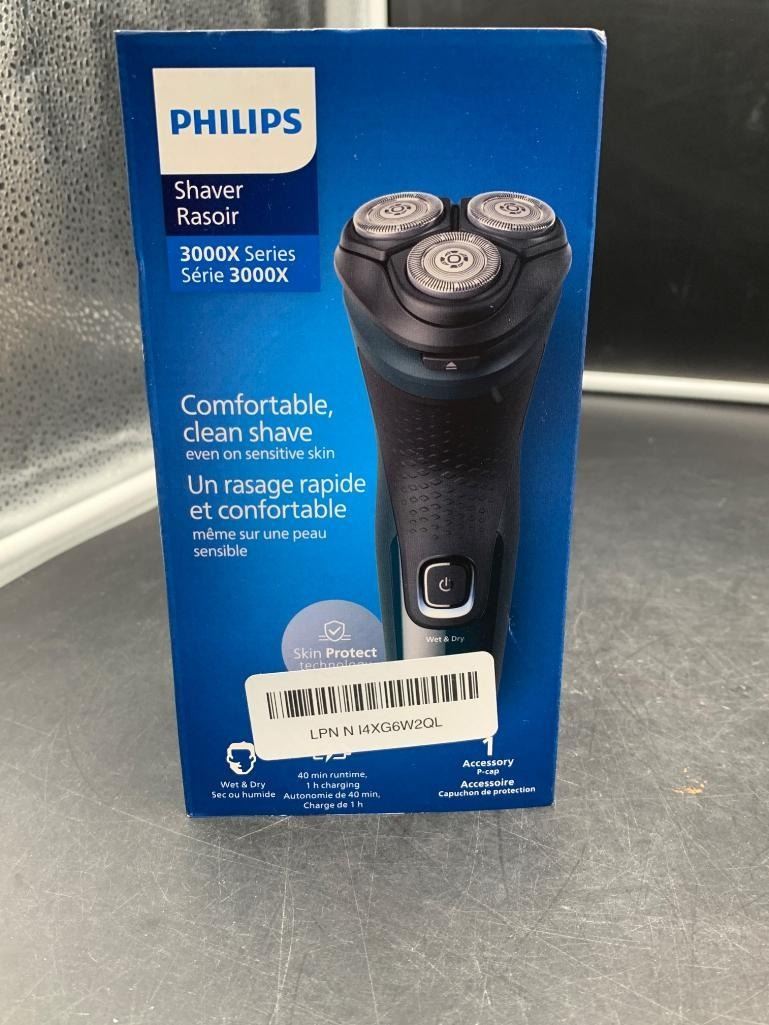 PHILIPS
Shaver
Rasoir
3000X Series
Série 3000X
Comfortable,
clean shave
even on sensitive skin
Un rasage rapide
et confortable
même sur une peau
sensible
Wet & Dry
Skin Protect
technology
LPN N I4XG6W2QL
Wet & Dry
Sec ou humide
40 min runtime,
1 h charging
Autonomie de 40 min,
Charge de 1 h
1
Accessory
P-cap
Accessoire
Capuchon de protection